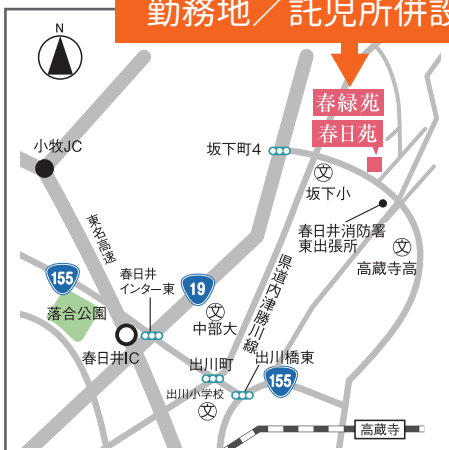 勤務地／託児所併設
N
春緑苑
春日苑
小牧JC
坂下町4
文
坂下小
春日井消防署
東出張所
文
高蔵寺高
東名高速
155
春日井
インター東
19
県道内津勝川線
落合公園
文
中部大
春日井IC
出川町
出川橋東
出川小学校
文
155
高蔵寺